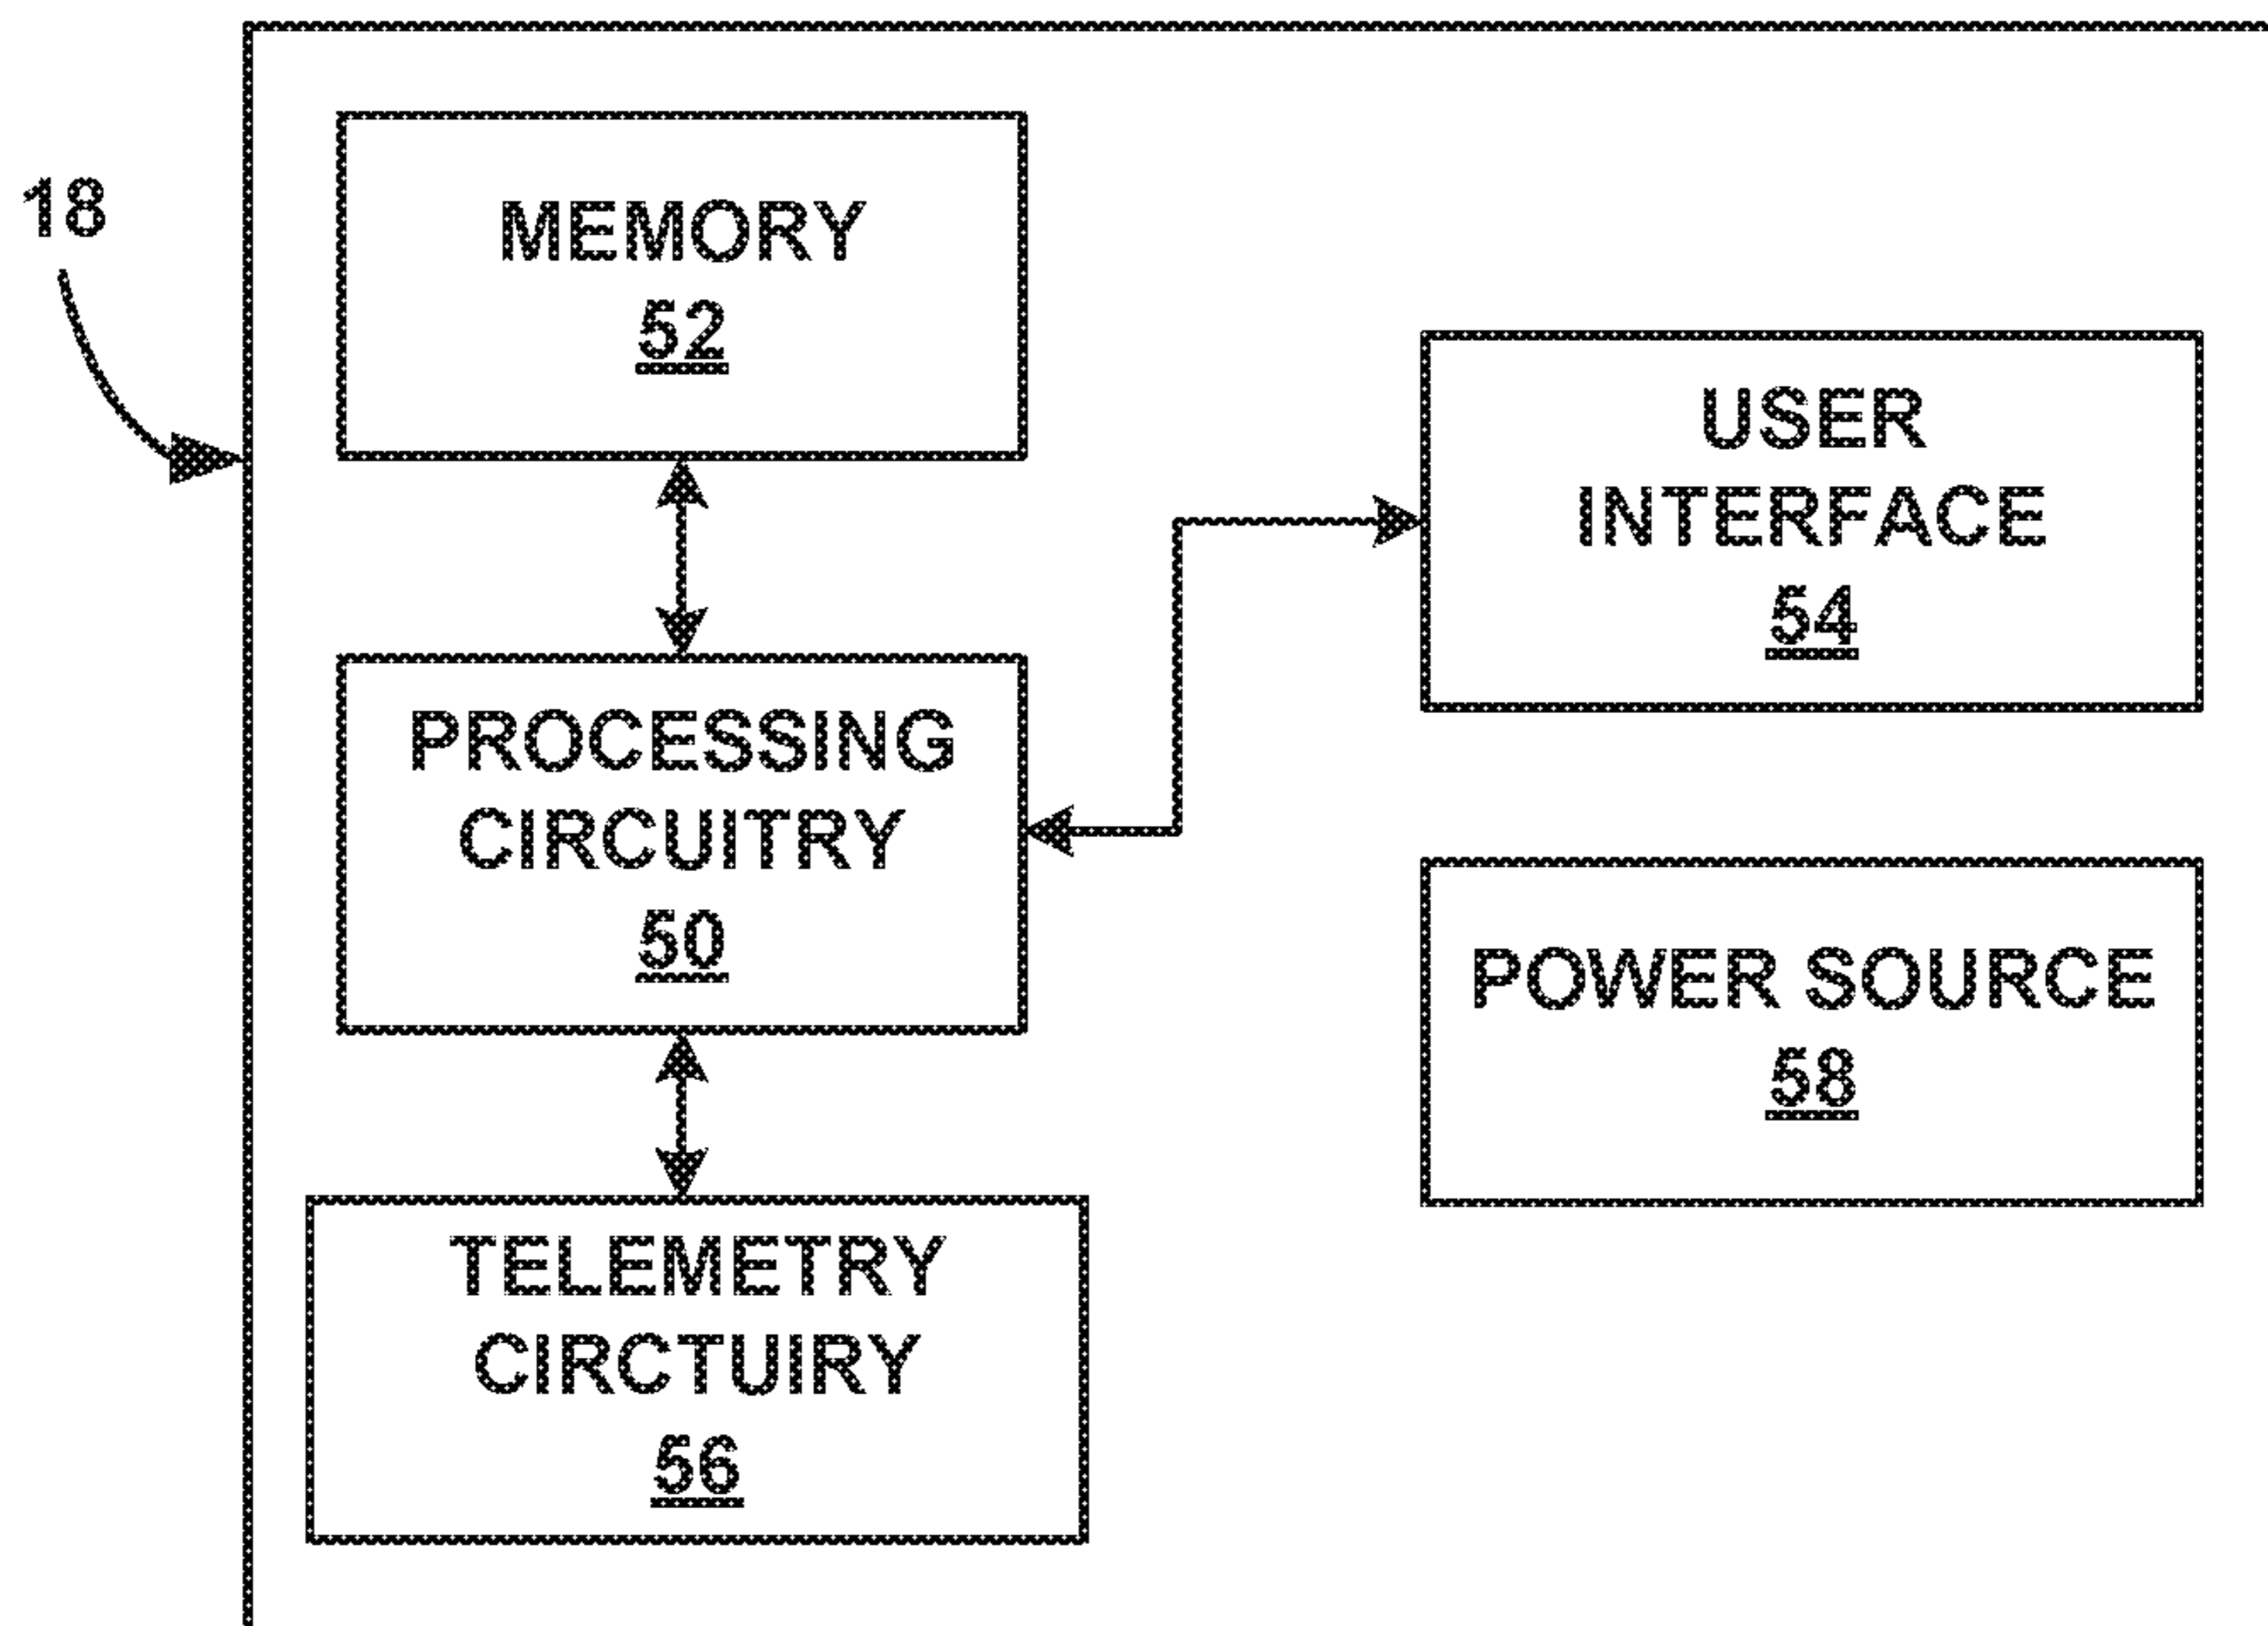 18
MEMORY
52
USER
INTERFACE
54
PROCESSING
CIRCUITRY
50
POWER SOURCE
58
TELEMETRY
CIRCTUIRY
56